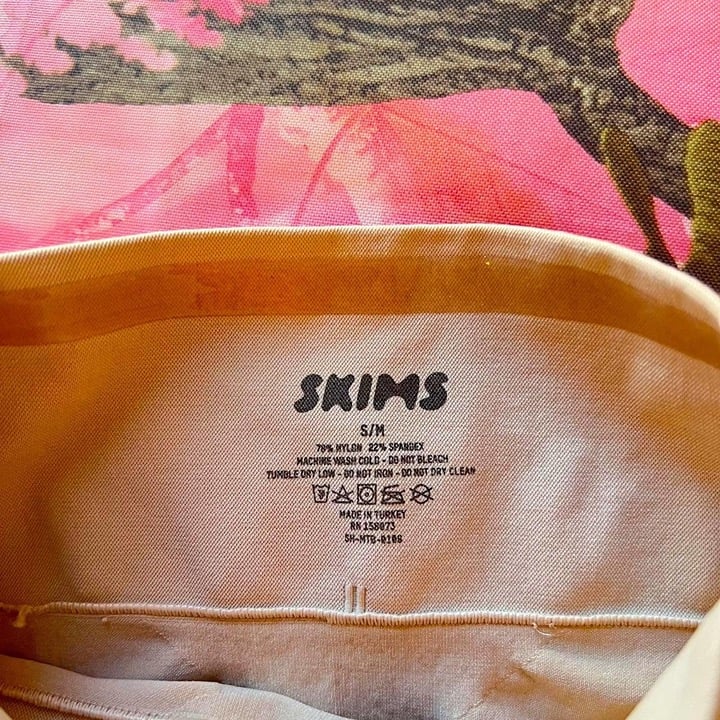 SKIMS
S/M
78% NYLON 22% SPANDEX
MACHINE WASH COLD - DO NOT BLEACH
TUMBLE DRY LOW - DO NOT IRON - DO NOT DRY CLEAN
MADE IN TURKEY
RN 158073
SH-MTB-0106